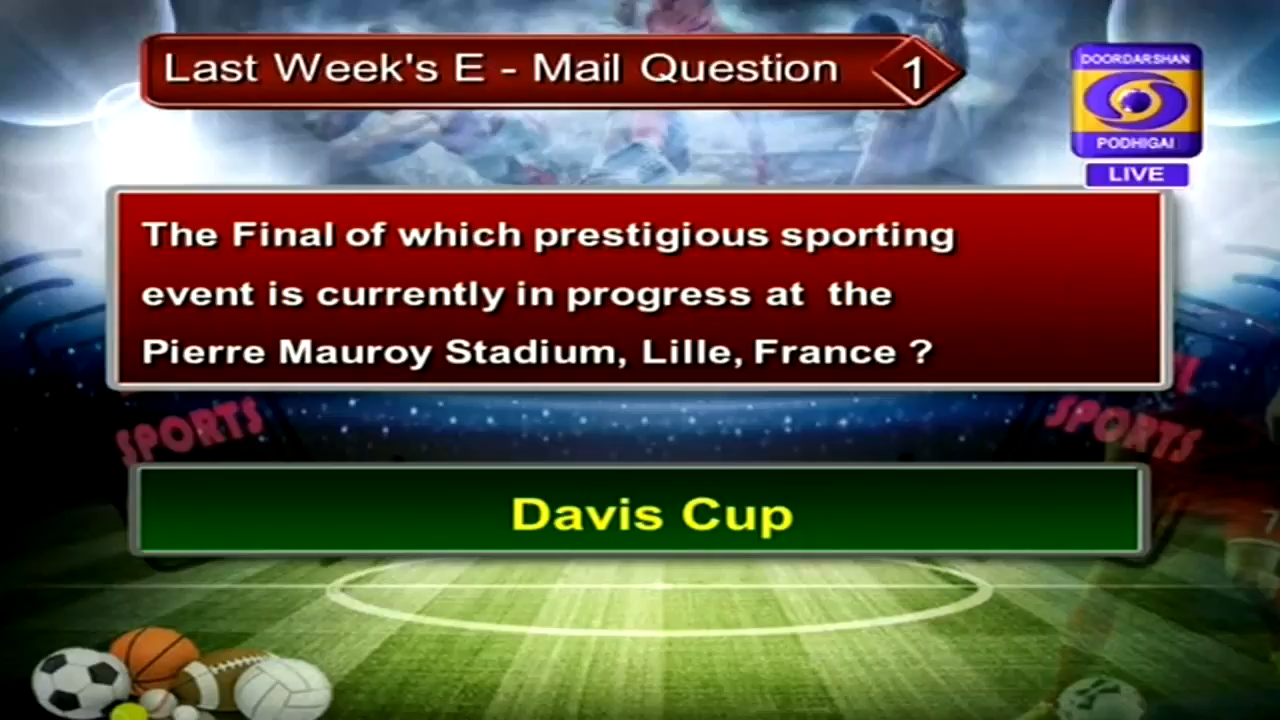 Last Week's E - Mail Question 1
DOORDARSHAN
PODHIGAI
LIVE
The Final of which prestigious sporting
event is currently in progress at the
Pierre Mauroy Stadium, Lille, France ?
SPORTS
SPORTS
Davis Cup